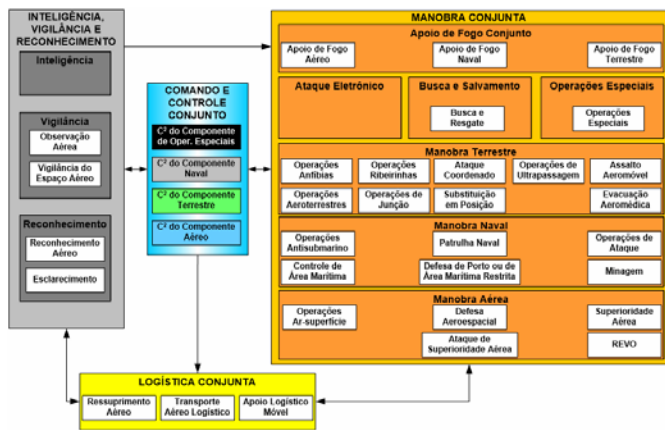 INTELIGÊNCIA,
VIGILÂNCIA E
RECONHECIMENTO
Inteligência
Vigilância
Observação
Aérea
Vigilância do
Espaço Aéreo
Reconhecimento
Reconhecimento
Aéreo
Esclarecimento
COMANDO E
CONTROLE
CONJUNTO
C² do Componente
de Oper. Especiais
C² do Componente
Naval
C² do Componente
Terrestre
C² do Componente
Aéreo
MANOBRA CONJUNTA
Apoio de Fogo Conjunto
Apoio de Fogo
Aéreo
Apoio de Fogo
Naval
Apoio de Fogo
Terrestre
Ataque Eletrônico
Busca e Salvamento
Busca e
Resgate
Operações Especiais
Operações
Especiais
Manobra Terrestre
Operações
Anfíbias
Operações
Ribeirinhas
Ataque
Coordenado
Operações de
Ultrapassagem
Assalto
Aeromóvel
Operações
Aeroterrestres
Operações
de Junção
Substituição
em Posição
Evacuação
Aeromédica
Manobra Naval
Operações
Antisubmarino
Patrulha Naval
Operações de
Ataque
Controle de
Área Marítima
Defesa de Porto ou de
Área Marítima Restrita
Minagem
Manobra Aérea
Operações
Ar-superfície
Defesa
Aeroespacial
Superioridade
Aérea
Ataque de
Superioridade Aérea
REVO
LOGÍSTICA CONJUNTA
Ressuprimento
Aéreo
Transporte
Aéreo Logístico
Apoio Logístico
Móvel